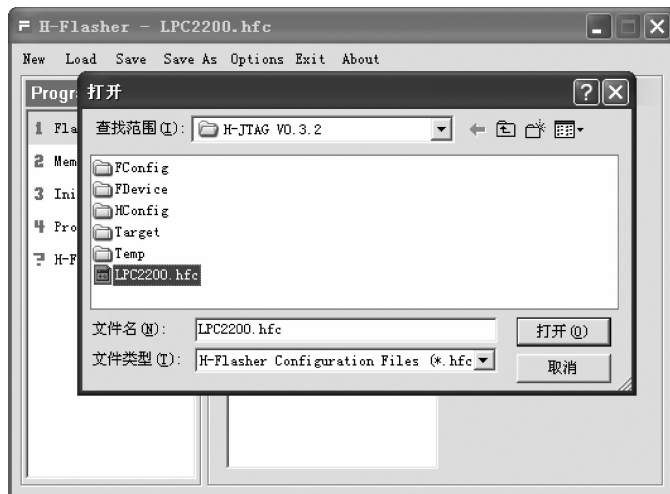 H-Flasher - LPC2200.hfc
New Load Save Save As Options Exit About
Progr
打开
1 Fla
2 Mem
3 Ini
4 Pro
? H-F
查找范围(I): H-JTAG V0.3.2
FConfig
FDevice
HConfig
Target
Temp
LPC2200.hfc
文件名(N): LPC2200.hfc
打开(O)
文件类型(T): H-Flasher Configuration Files (*.hfc
取消